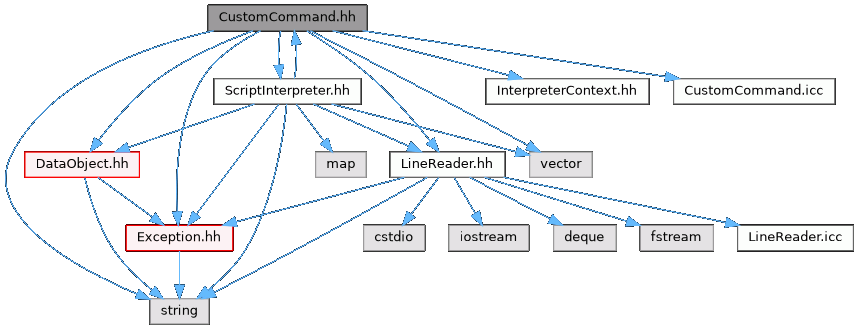 CustomCommand.hh
ScriptInterpreter.hh
InterpreterContext.hh
CustomCommand.icc
DataObject.hh
map
LineReader.hh
vector
Exception.hh
cstdio
iostream
deque
fstream
LineReader.icc
string